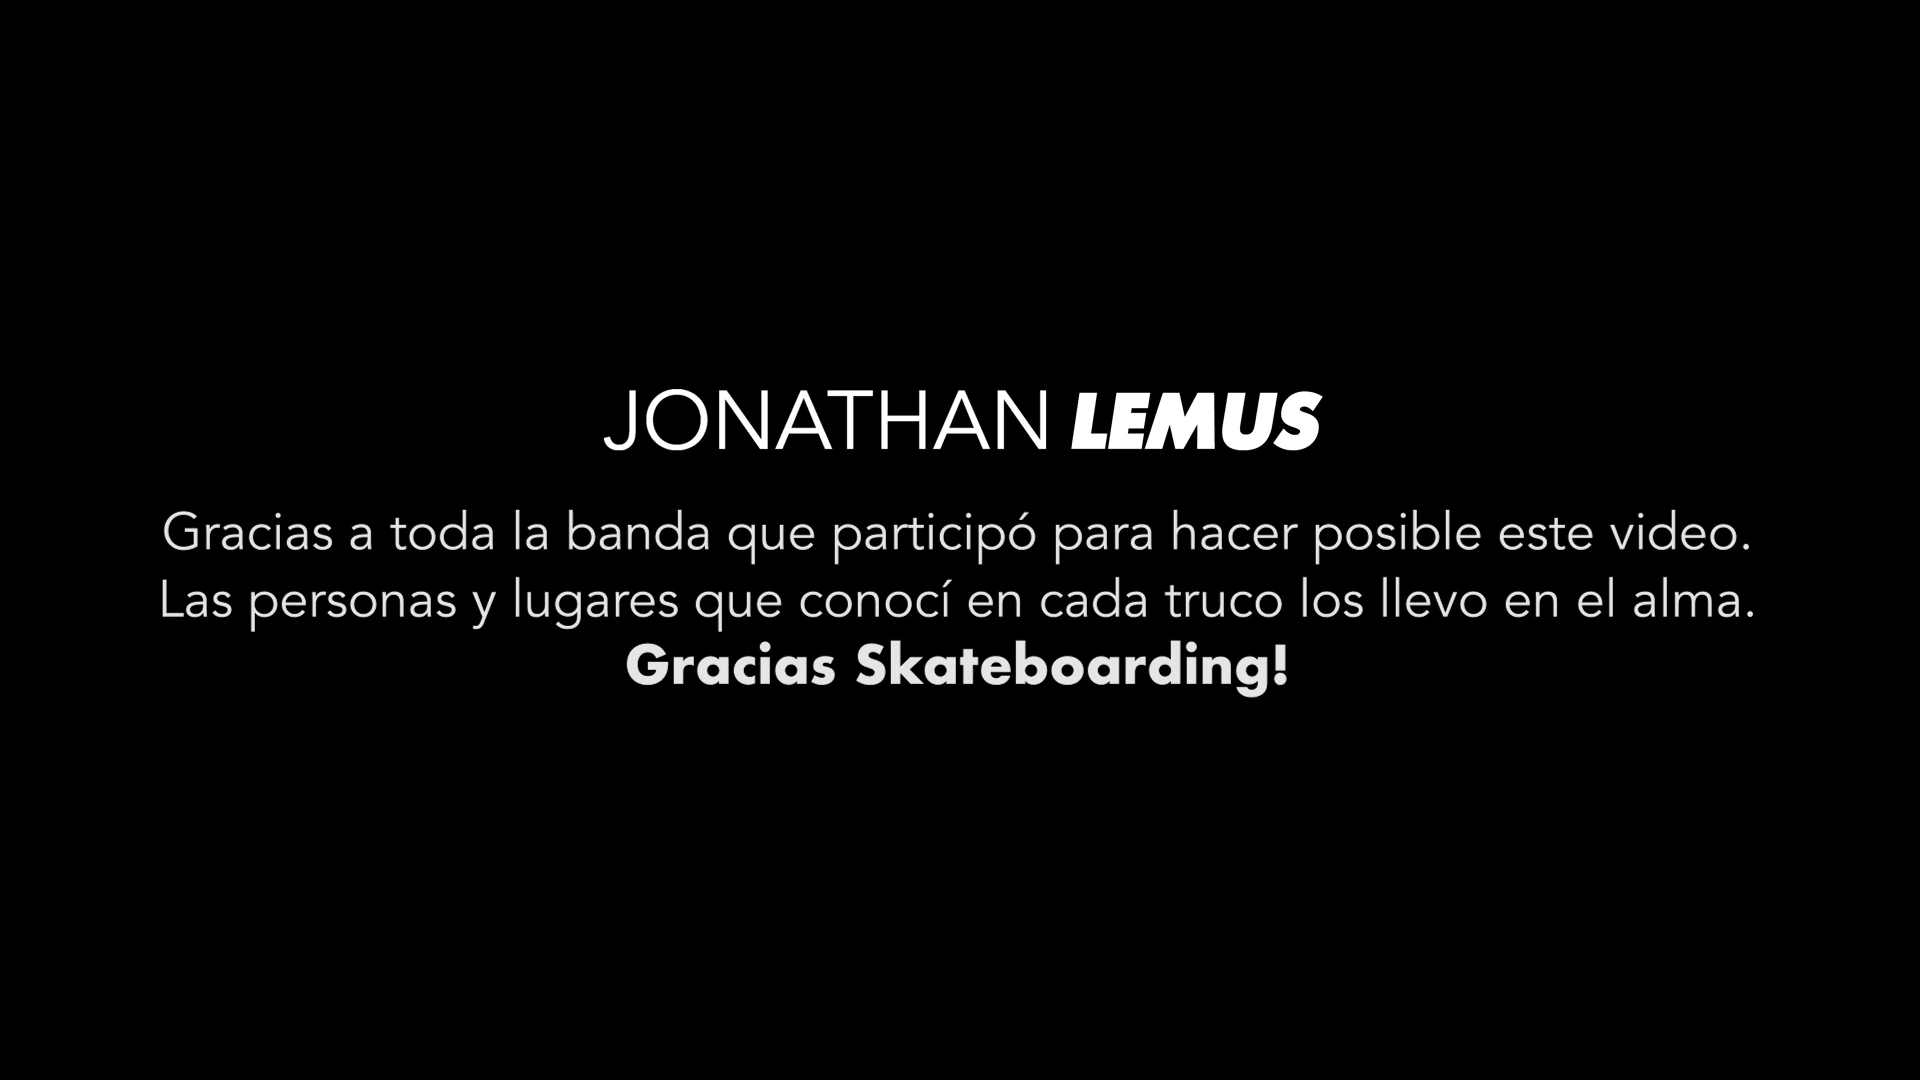 JONATHAN LEMUS
Gracias a toda la banda que participó para hacer posible este video.
Las personas y lugares que conocí en cada truco los llevo en el alma.
Gracias Skateboarding!